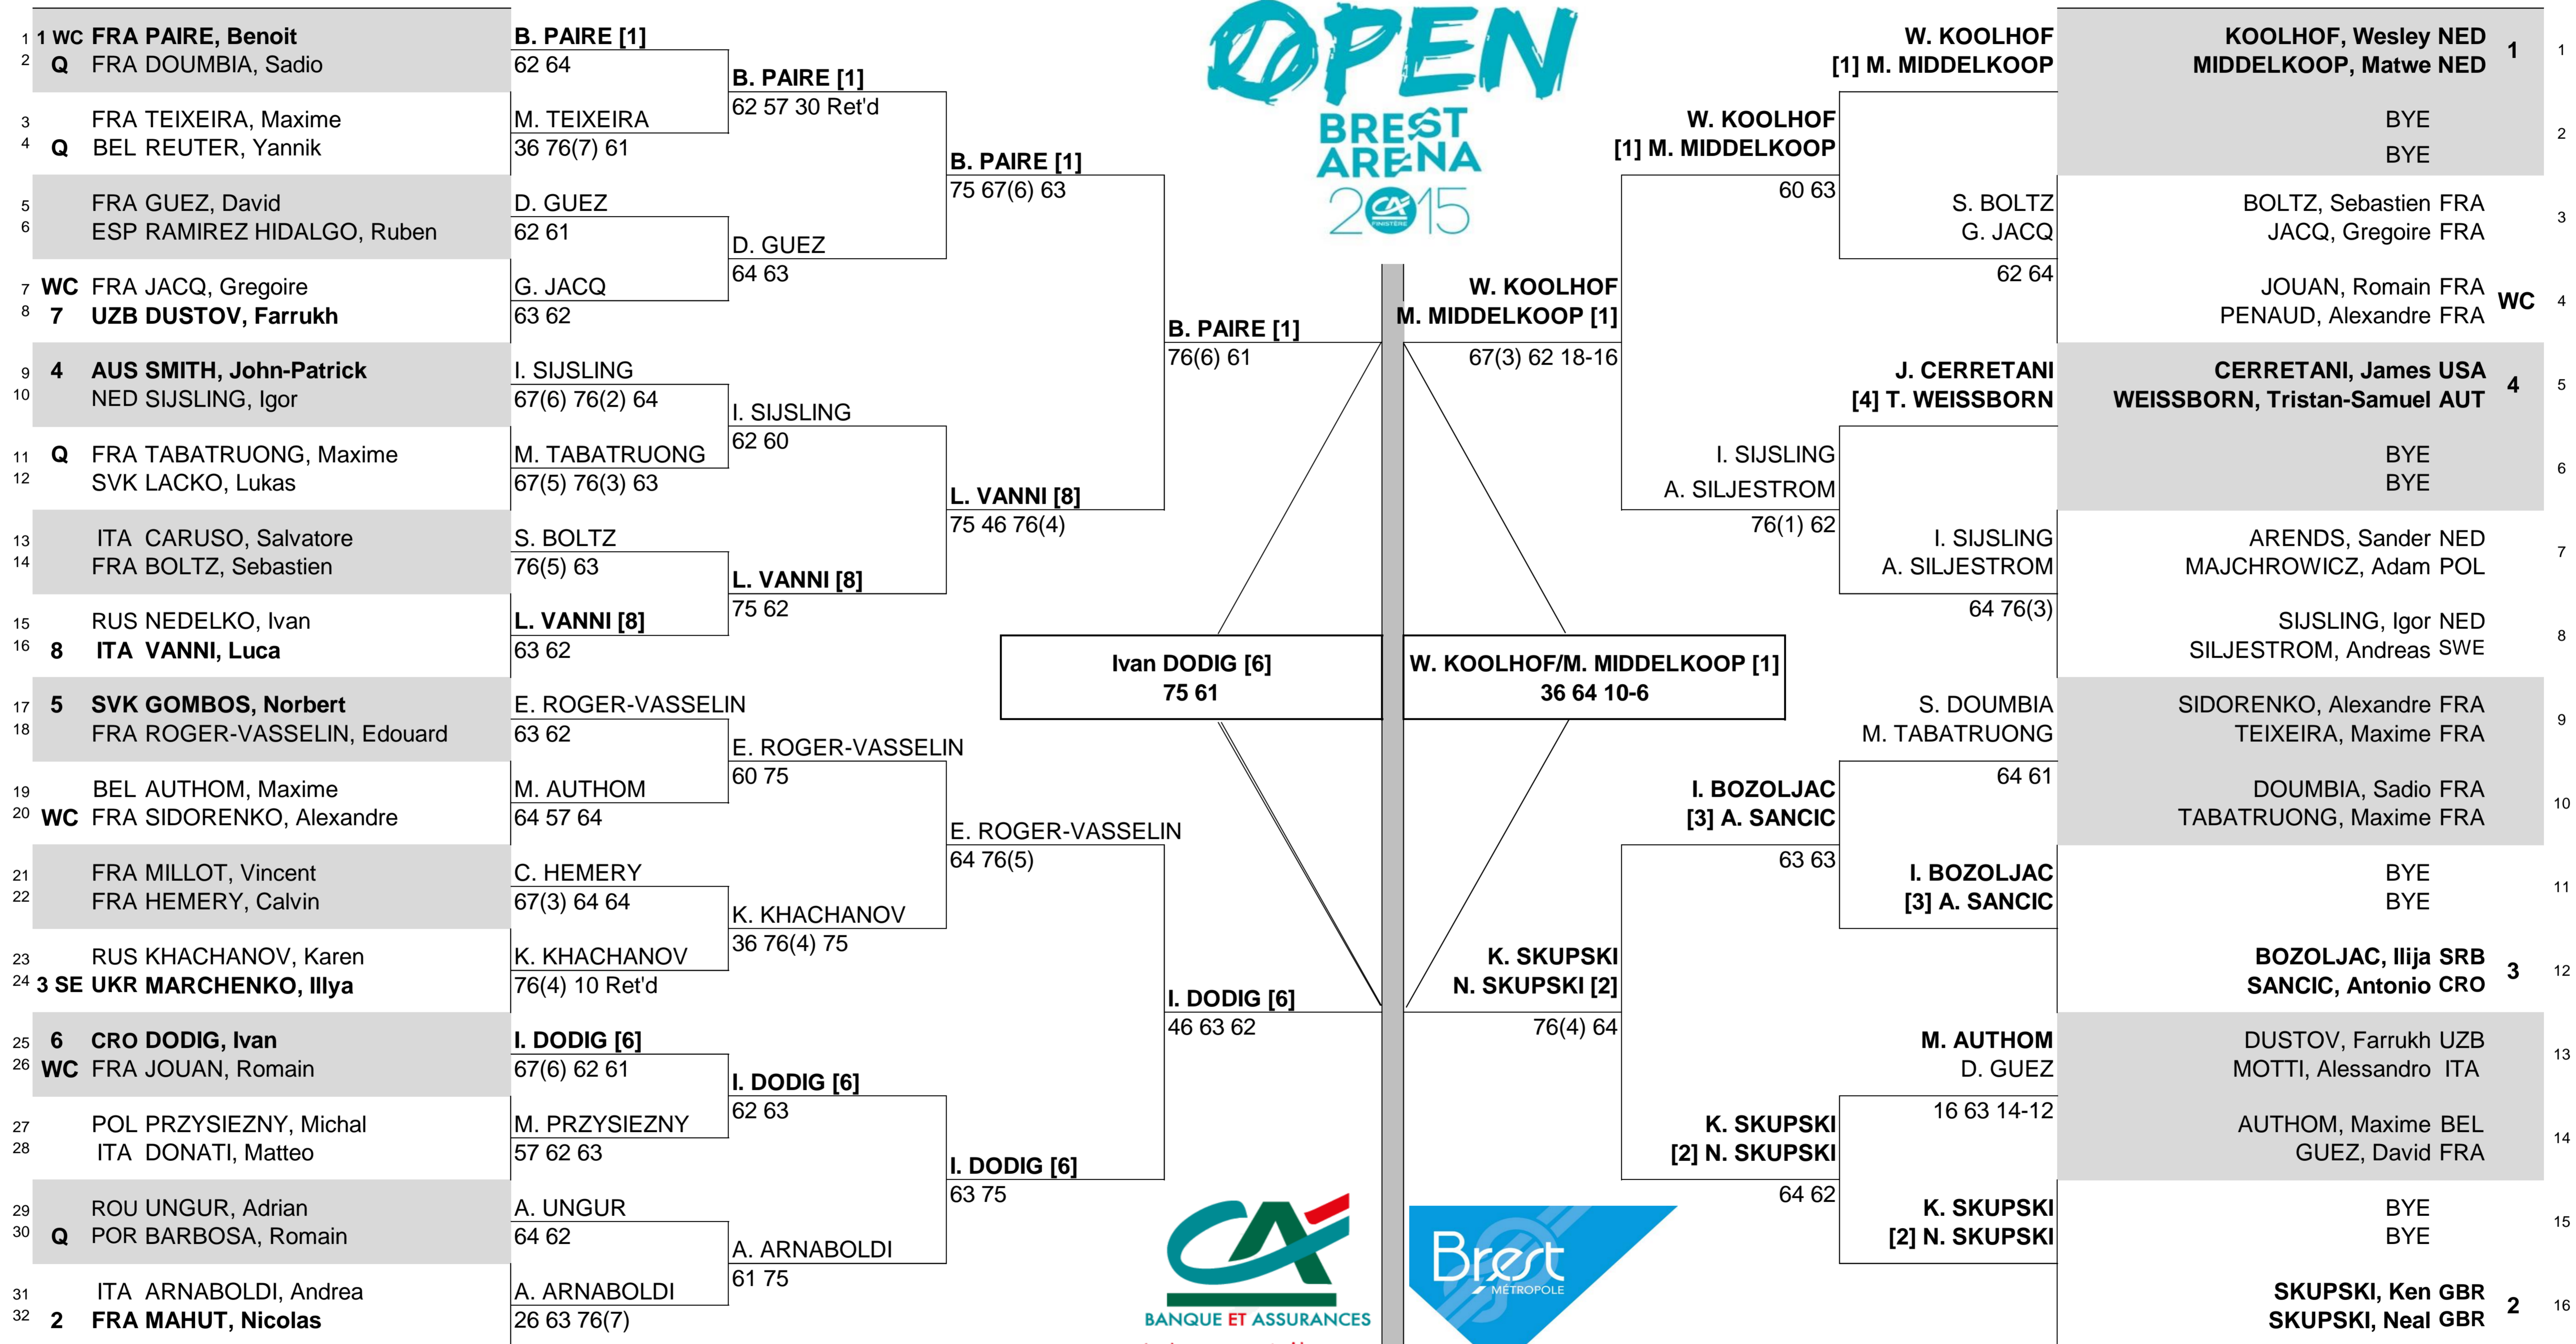 OPEN
BREST
ARENA
2015
CA
FINISTÈRE
1 1 WC FRA PAIRE, Benoit
2 Q FRA DOUMBIA, Sadio
3 FRA TEIXEIRA, Maxime
4 Q BEL REUTER, Yannik
5 FRA GUEZ, David
6 ESP RAMIREZ HIDALGO, Ruben
7 WC FRA JACQ, Gregoire
8 7 UZB DUSTOV, Farrukh
9 4 AUS SMITH, John-Patrick
10 NED SIJSLING, Igor
11 Q FRA TABATRUONG, Maxime
12 SVK LACKO, Lukas
13 ITA CARUSO, Salvatore
14 FRA BOLTZ, Sebastien
15 RUS NEDELKO, Ivan
16 8 ITA VANNI, Luca
17 5 SVK GOMBOS, Norbert
18 FRA ROGER-VASSELIN, Edouard
19 BEL AUTHOM, Maxime
20 WC FRA SIDORENKO, Alexandre
21 FRA MILLOT, Vincent
22 FRA HEMERY, Calvin
23 RUS KHACHANOV, Karen
24 3 SE UKR MARCHENKO, Illya
25 6 CRO DODIG, Ivan
26 WC FRA JOUAN, Romain
27 POL PRZYSIEZNY, Michal
28 ITA DONATI, Matteo
29 ROU UNGUR, Adrian
30 Q POR BARBOSA, Romain
31 ITA ARNABOLDI, Andrea
32 2 FRA MAHUT, Nicolas
B. PAIRE [1]
62 64
M. TEIXEIRA
36 76(7) 61
D. GUEZ
62 61
G. JACQ
63 62
I. SIJSLING
67(6) 76(2) 64
M. TABATRUONG
67(5) 76(3) 63
S. BOLTZ
76(5) 63
L. VANNI [8]
63 62
E. ROGER-VASSELIN
63 62
M. AUTHOM
64 57 64
C. HEMERY
67(3) 64 64
K. KHACHANOV
76(4) 10 Ret'd
I. DODIG [6]
67(6) 62 61
M. PRZYSIEZNY
57 62 63
A. UNGUR
64 62
A. ARNABOLDI
26 63 76(7)
B. PAIRE [1]
62 57 30 Ret'd
D. GUEZ
64 63
I. SIJSLING
62 60
L. VANNI [8]
75 62
E. ROGER-VASSELIN
60 75
K. KHACHANOV
36 76(4) 75
I. DODIG [6]
62 63
A. ARNABOLDI
61 75
B. PAIRE [1]
75 67(6) 63
L. VANNI [8]
75 46 76(4)
E. ROGER-VASSELIN
64 76(5)
I. DODIG [6]
63 75
B. PAIRE [1]
76(6) 61
I. DODIG [6]
46 63 62
Ivan DODIG [6]
75 61
W. KOOLHOF/M. MIDDELKOOP [1]
36 64 10-6
W. KOOLHOF
M. MIDDELKOOP [1]
67(3) 62 18-16
K. SKUPSKI
N. SKUPSKI [2]
76(4) 64
W. KOOLHOF
[1] M. MIDDELKOOP
60 63
I. SIJSLING
A. SILJESTROM
76(1) 62
I. BOZOLJAC
[3] A. SANCIC
63 63
K. SKUPSKI
[2] N. SKUPSKI
64 62
W. KOOLHOF
[1] M. MIDDELKOOP
S. BOLTZ
G. JACQ
62 64
J. CERRETANI
[4] T. WEISSBORN
I. SIJSLING
A. SILJESTROM
64 76(3)
S. DOUMBIA
M. TABATRUONG
64 61
I. BOZOLJAC
[3] A. SANCIC
M. AUTHOM
D. GUEZ
16 63 14-12
K. SKUPSKI
[2] N. SKUPSKI
KOOLHOF, Wesley NED
MIDDELKOOP, Matwe NED 1 1
BYE
BYE 2
BOLTZ, Sebastien FRA
JACQ, Gregoire FRA 3
JOUAN, Romain FRA
PENAUD, Alexandre FRA WC 4
CERRETANI, James USA
WEISSBORN, Tristan-Samuel AUT 4 5
BYE
BYE 6
ARENDS, Sander NED
MAJCHROWICZ, Adam POL 7
SIJSLING, Igor NED
SILJESTROM, Andreas SWE 8
SIDORENKO, Alexandre FRA
TEIXEIRA, Maxime FRA 9
DOUMBIA, Sadio FRA
TABATRUONG, Maxime FRA 10
BYE
BYE 11
BOZOLJAC, Ilija SRB
SANCIC, Antonio CRO 3 12
DUSTOV, Farrukh UZB
MOTTI, Alessandro ITA 13
AUTHOM, Maxime BEL
GUEZ, David FRA 14
BYE
BYE 15
SKUPSKI, Ken GBR
SKUPSKI, Neal GBR 2 16
CA
BANQUE ET ASSURANCES
Brest
MÉTROPOLE